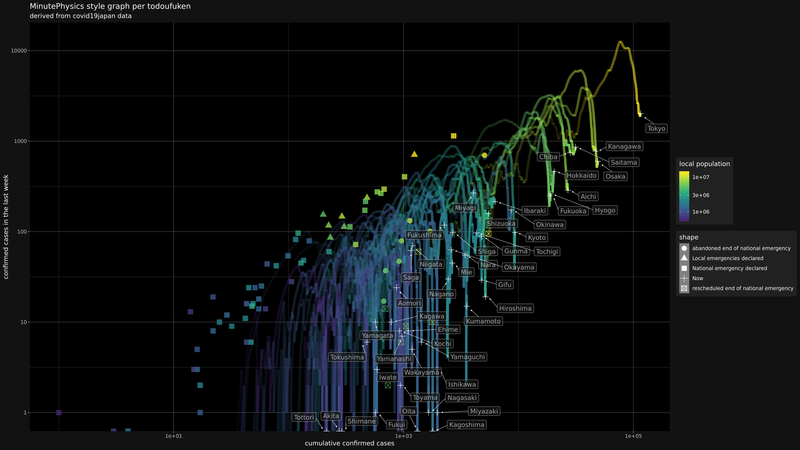 MinutePhysics style graph per todoufuken
derived from covid19japan data
10000
1000
100
10
1
confirmed cases in the last week
1e+01
1e+03
1e+05
cumulative confirmed cases
Tokyo
Kanagawa
Chiba
Saitama
Hokkaido
Osaka
Aichi
Miyagi
Ibaraki
Fukuoka
Hyogo
Shizuoka
Okinawa
Fukushima
Kyoto
Shiga
Gunma
Tochigi
Niigata
Nara
Okayama
Mie
Saga
Gifu
Nagano
Aomori
Hiroshima
Kagawa
Kumamoto
Ehime
Yamagata
Kochi
Tokushima
Yamanashi
Yamaguchi
Wakayama
Iwate
Ishikawa
Toyama
Nagasaki
Oita
Miyazaki
Tottori
Akita
Shimane
Fukui
Kagoshima
local population
1e+07
3e+06
1e+06
shape
abandoned end of national emergency
Local emergencies declared
National emergency declared
Now
rescheduled end of national emergency